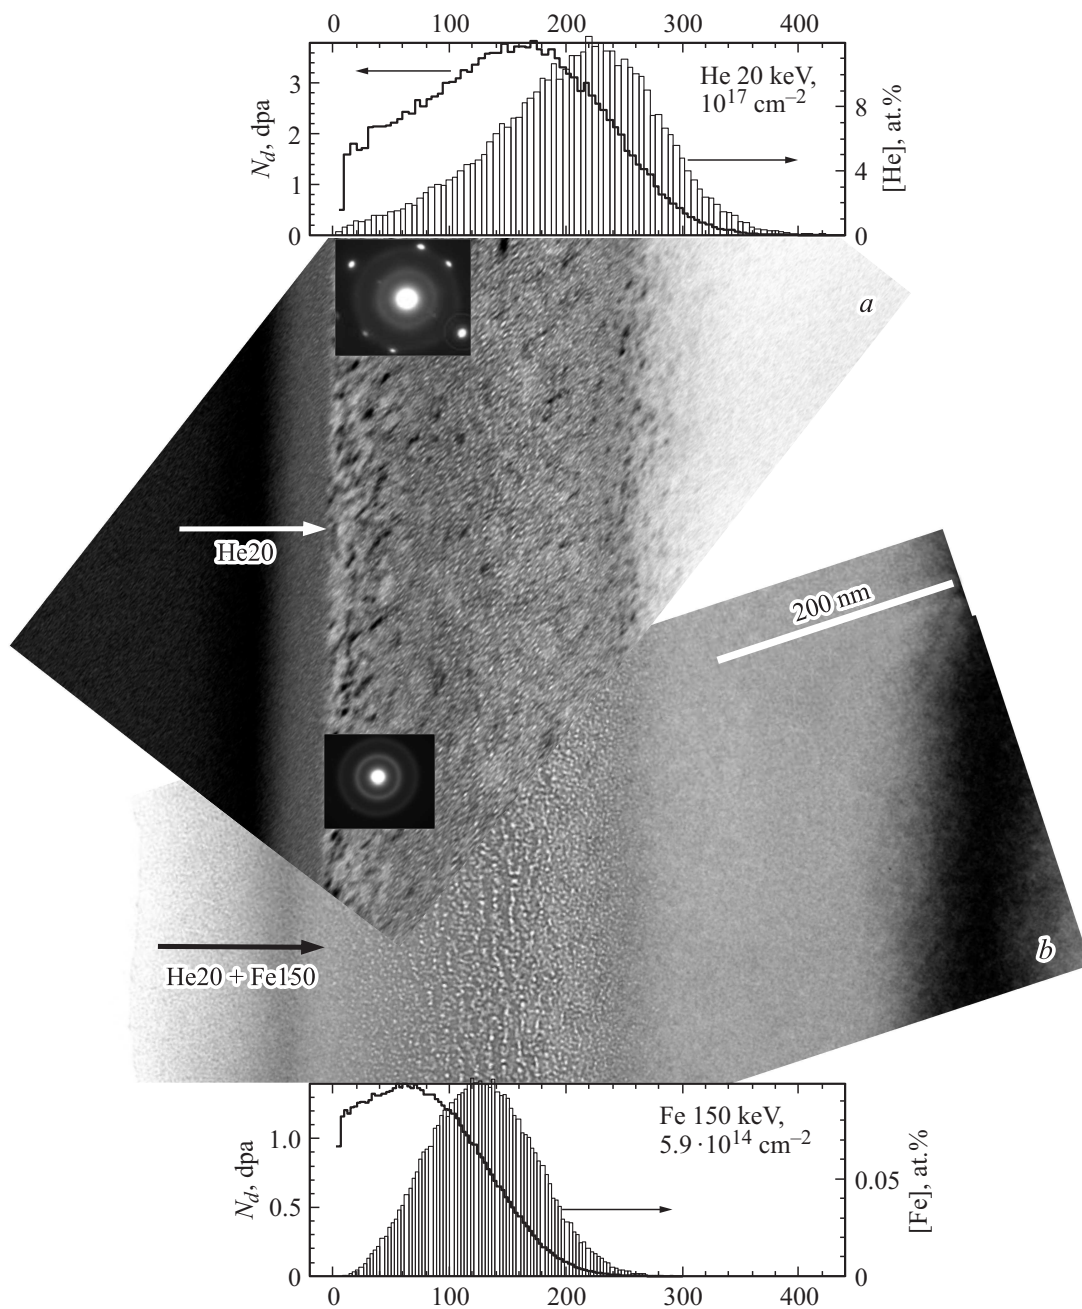 0 100 200 300 400
3
2
1
0
N_d, dpa
He 20 keV,
10^17 cm^–2
8
4
0
[He], at.%
a
He20
200 nm
He20 + Fe150
b
1.0
0.5
0
N_d, dpa
Fe 150 keV,
5.9 · 10^14 cm^–2
0.05
0
[Fe], at.%
0 100 200 300 400